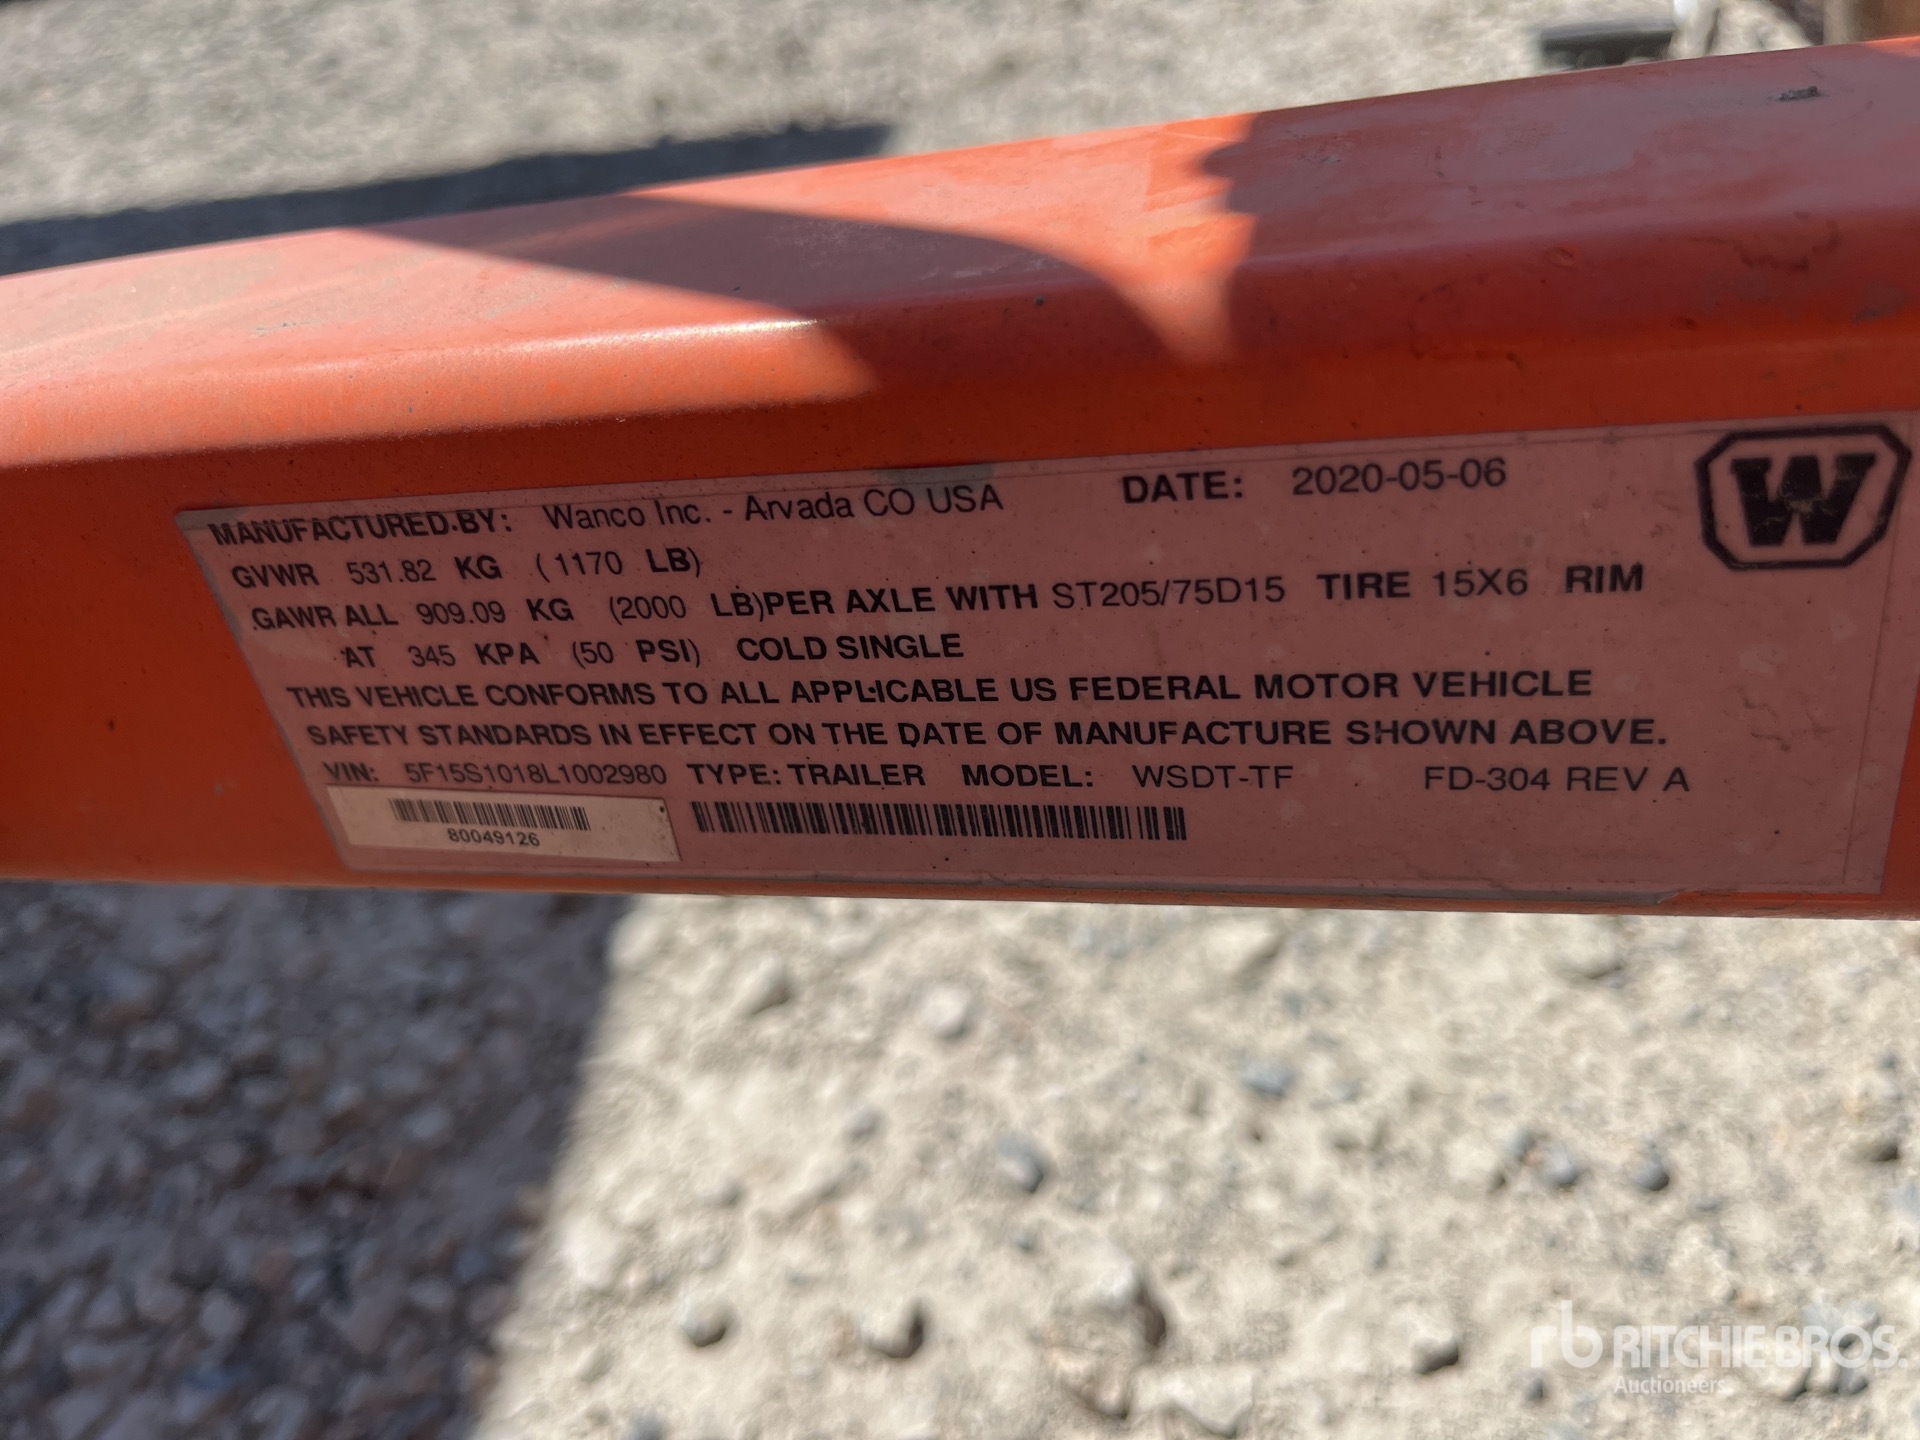 MANUFACTURED BY: Wanco Inc. - Arvada CO USA DATE: 2020-05-06
W
GVWR 531.82 KG (1170 LB)
GAWR ALL 909.09 KG (2000 LB)PER AXLE WITH ST205/75D15 TIRE 15X6 RIM
AT 345 KPA (50 PSI) COLD SINGLE
THIS VEHICLE CONFORMS TO ALL APPLICABLE US FEDERAL MOTOR VEHICLE
SAFETY STANDARDS IN EFFECT ON THE DATE OF MANUFACTURE SHOWN ABOVE.
VIN: 5F15S1018L1002980 TYPE: TRAILER MODEL: WSDT-TF FD-304 REV A
80049126
rb RITCHIE BROS.
Auctioneers